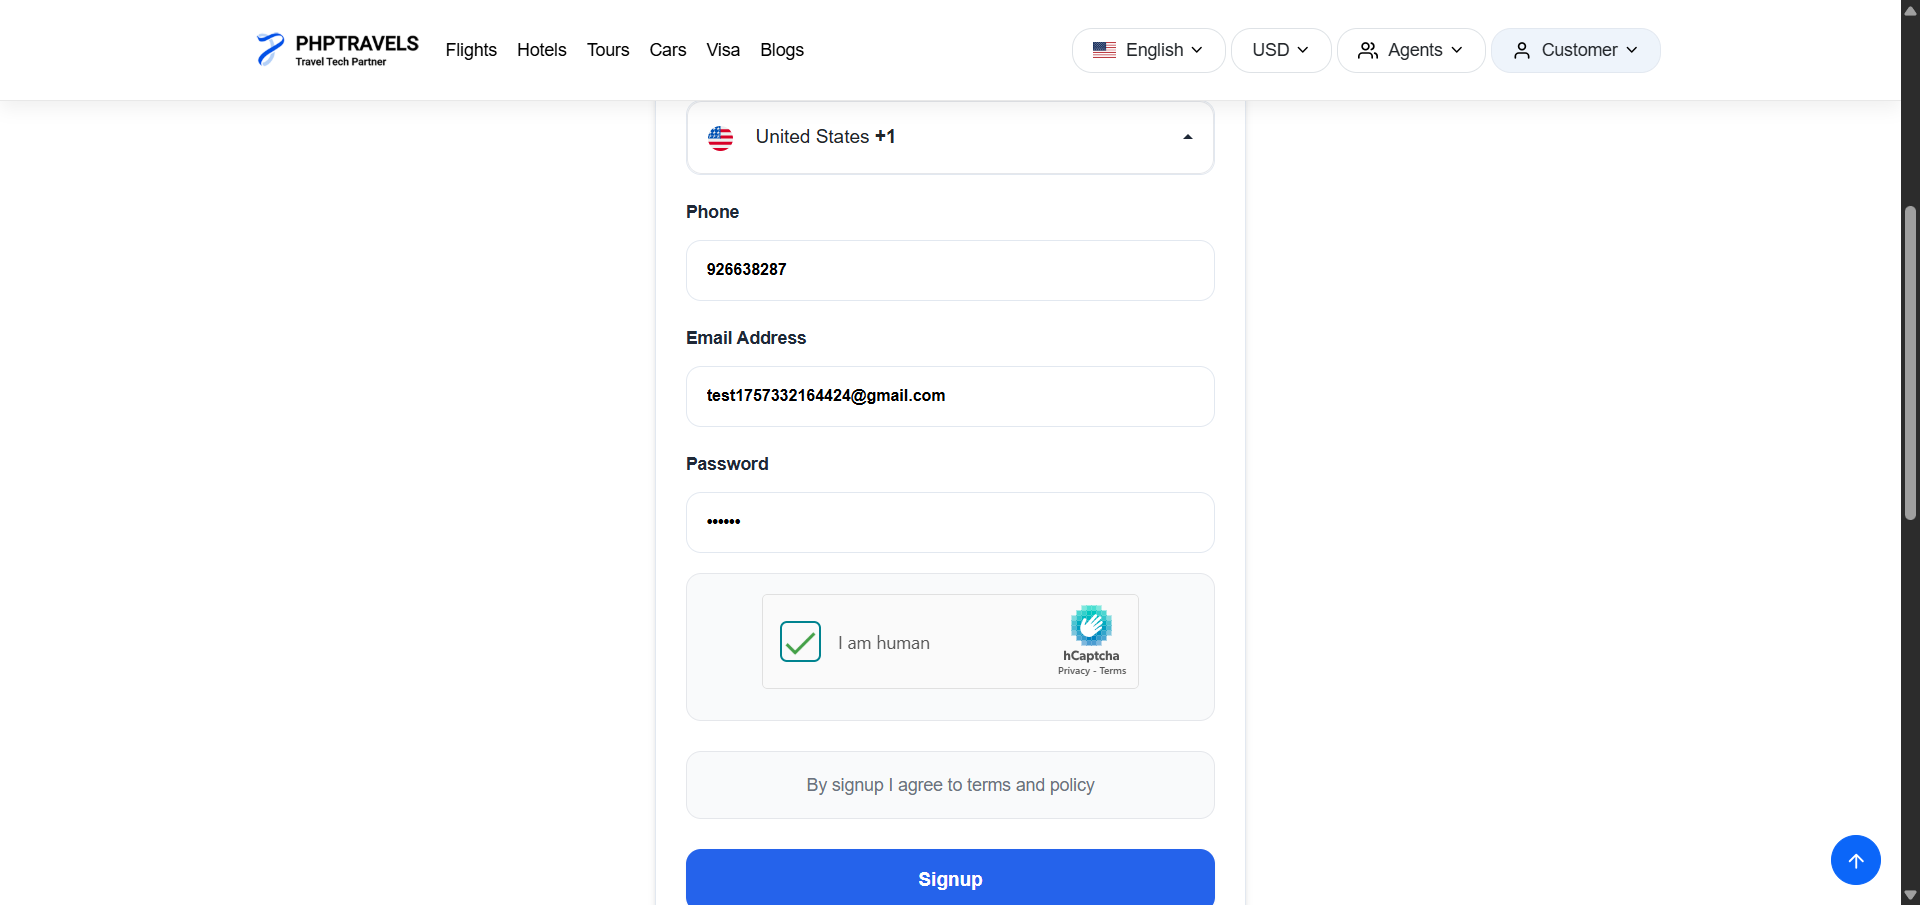 PHPTRAVELS
Travel Tech Partner
Flights Hotels Tours Cars Visa Blogs
English USD Agents Customer
United States +1
Phone
926638287
Email Address
test1757332164424@gmail.com
Password
••••••
I am human
hCaptcha
Privacy - Terms
By signup I agree to terms and policy
Signup